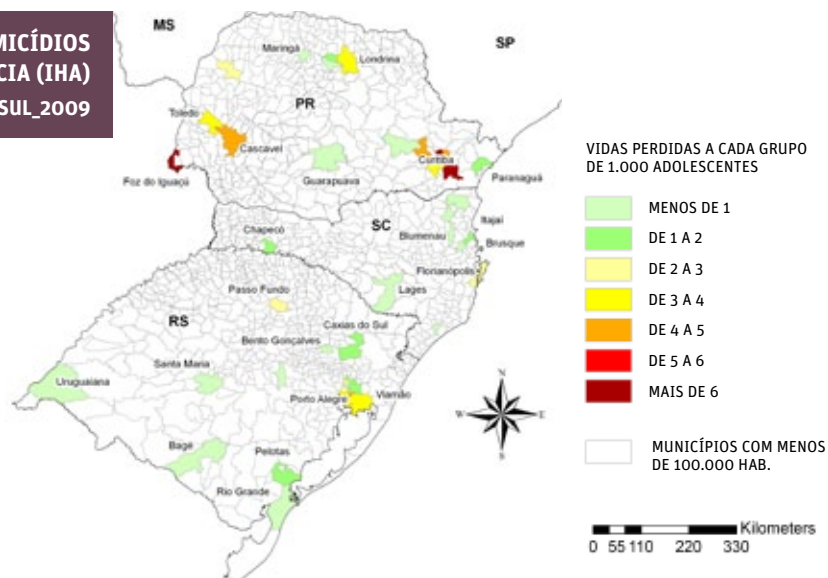 MICÍDIOS
CIA (IHA)
SUL_2009
MS
SP
Maringá
Londrina
PR
Toledo
Cascavel
Curitiba
Foz do Iguaçú
Guarapuava
Paranaguá
SC
Itajaí
Chapecó
Blumenau
Brusque
Florianópolis
Passo Fundo
Lages
RS
Caxias do Sul
Bento Gonçalves
Santa Maria
Uruguaiana
Porto Alegre
Viamão
Bagé
Pelotas
Rio Grande
N
W
E
S
VIDAS PERDIDAS A CADA GRUPO
DE 1.000 ADOLESCENTES
MENOS DE 1
DE 1 A 2
DE 2 A 3
DE 3 A 4
DE 4 A 5
DE 5 A 6
MAIS DE 6
MUNICÍPIOS COM MENOS
DE 100.000 HAB.
Kilometers
0 55 110 220 330